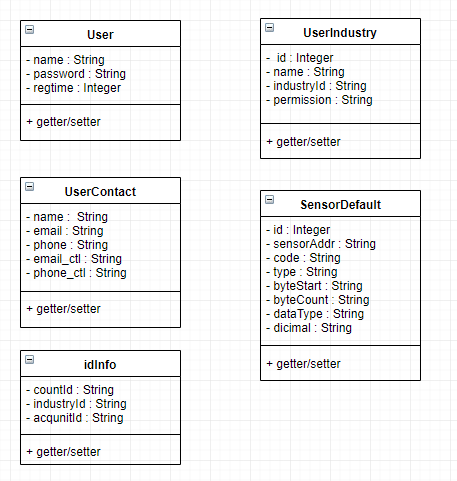 User
- name : String
- password : String
- regtime : Integer
+ getter/setter
UserIndustry
- id : Integer
- name : String
- industryId : String
- permission : String
+ getter/setter
UserContact
- name : String
- email : String
- phone : String
- email_ctl : String
- phone_ctl : String
+ getter/setter
SensorDefault
- id : Integer
- sensorAddr : String
- code : String
- type : String
- byteStart : String
- byteCount : String
- dataType : String
- dicimal : String
+ getter/setter
idInfo
- countId : String
- industryId : String
- acqunitId : String
+ getter/setter